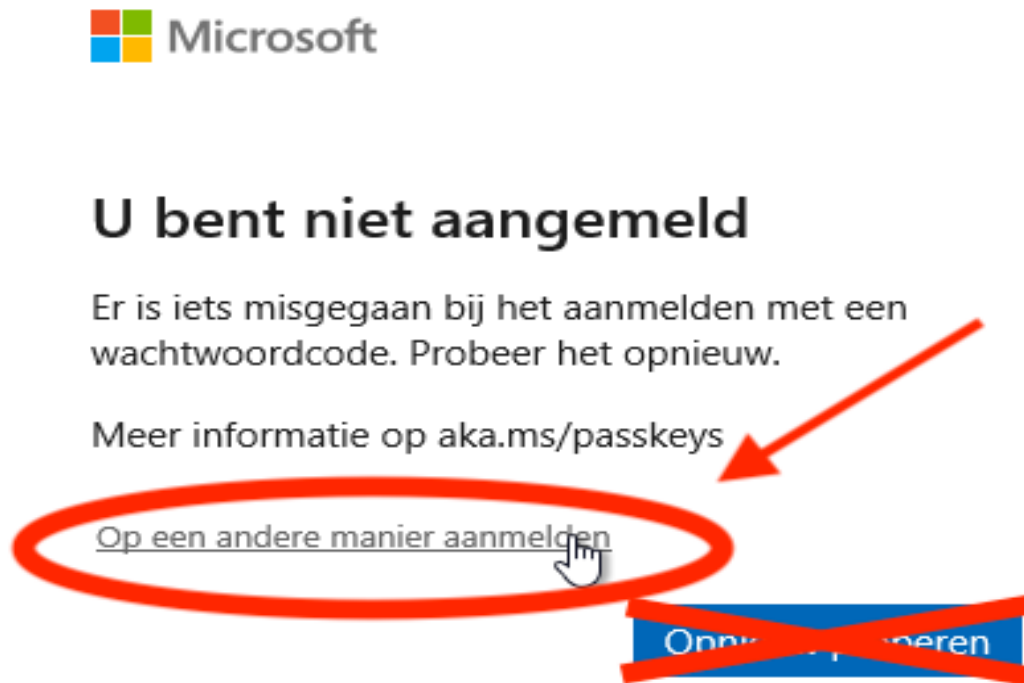 Microsoft
U bent niet aangemeld
Er is iets misgegaan bij het aanmelden met een
wachtwoordcode. Probeer het opnieuw.
Meer informatie op aka.ms/passkeys
Op een andere manier aanmelden